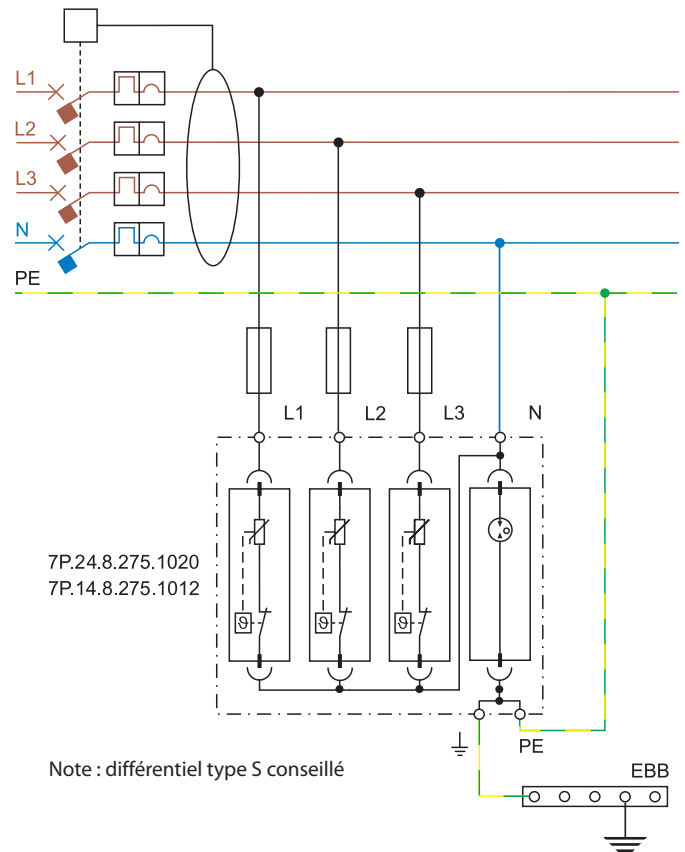 L1
L2
L3
N
PE
L1 L2 L3 N
7P.24.8.275.1020
7P.14.8.275.1012
ϑ ϑ ϑ
PE
Note : différentiel type S conseillé
EBB